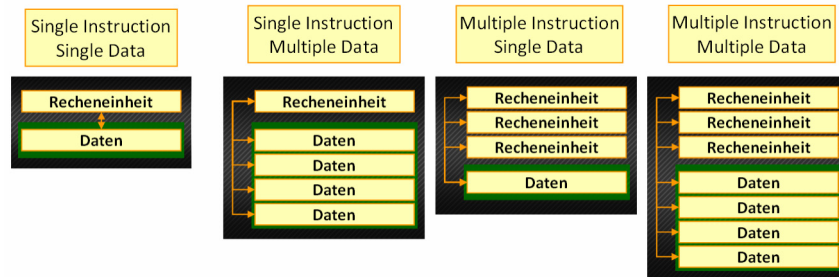 Single Instruction
Single Data
Recheneinheit
Daten
Single Instruction
Multiple Data
Recheneinheit
Daten
Daten
Daten
Daten
Multiple Instruction
Single Data
Recheneinheit
Recheneinheit
Recheneinheit
Daten
Multiple Instruction
Multiple Data
Recheneinheit
Recheneinheit
Recheneinheit
Daten
Daten
Daten
Daten